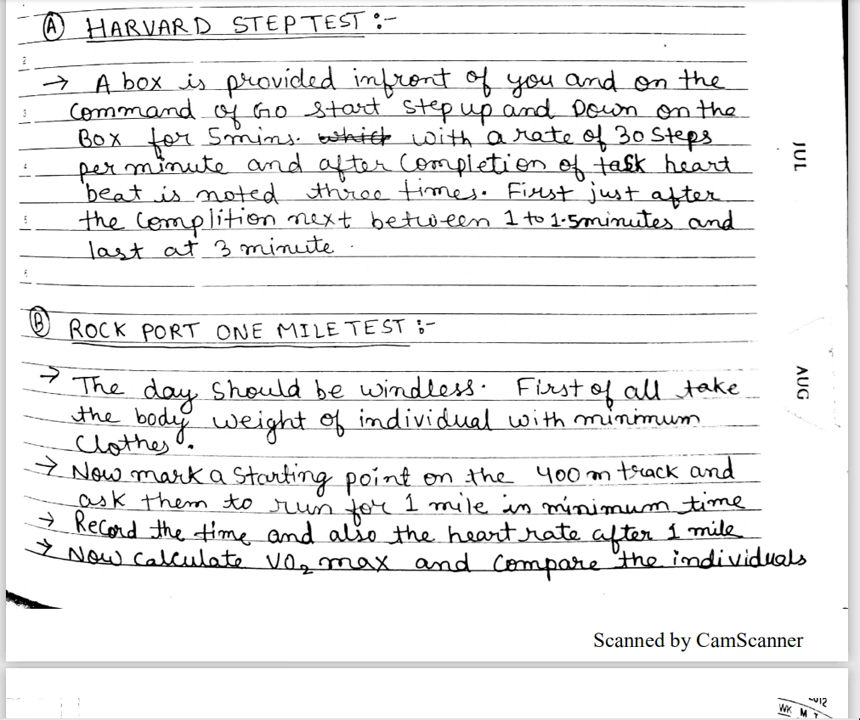 Ⓐ HARVARD STEP TEST :-
→ A box is provided infront of you and on the
Command of GO start step up and Down on the
Box for 5mins. which with a rate of 30 Steps
per minute and after Completion of task heart
beat is noted three times. First just after
the Complition next between 1 to 1.5minutes and
last at 3 minute.
JUL
Ⓑ ROCK PORT ONE MILE TEST :-
→ The day should be windless. First of all take
the body weight of individual with minimum
Clothes.
→ Now mark a Starting point on the 400 m track and
ask them to run for 1 mile in minimum time
→ Record the time and also the heart rate after 1 mile
→ Now Calculate VO₂ max and Compare the individuals
AUG
Scanned by CamScanner
WK M